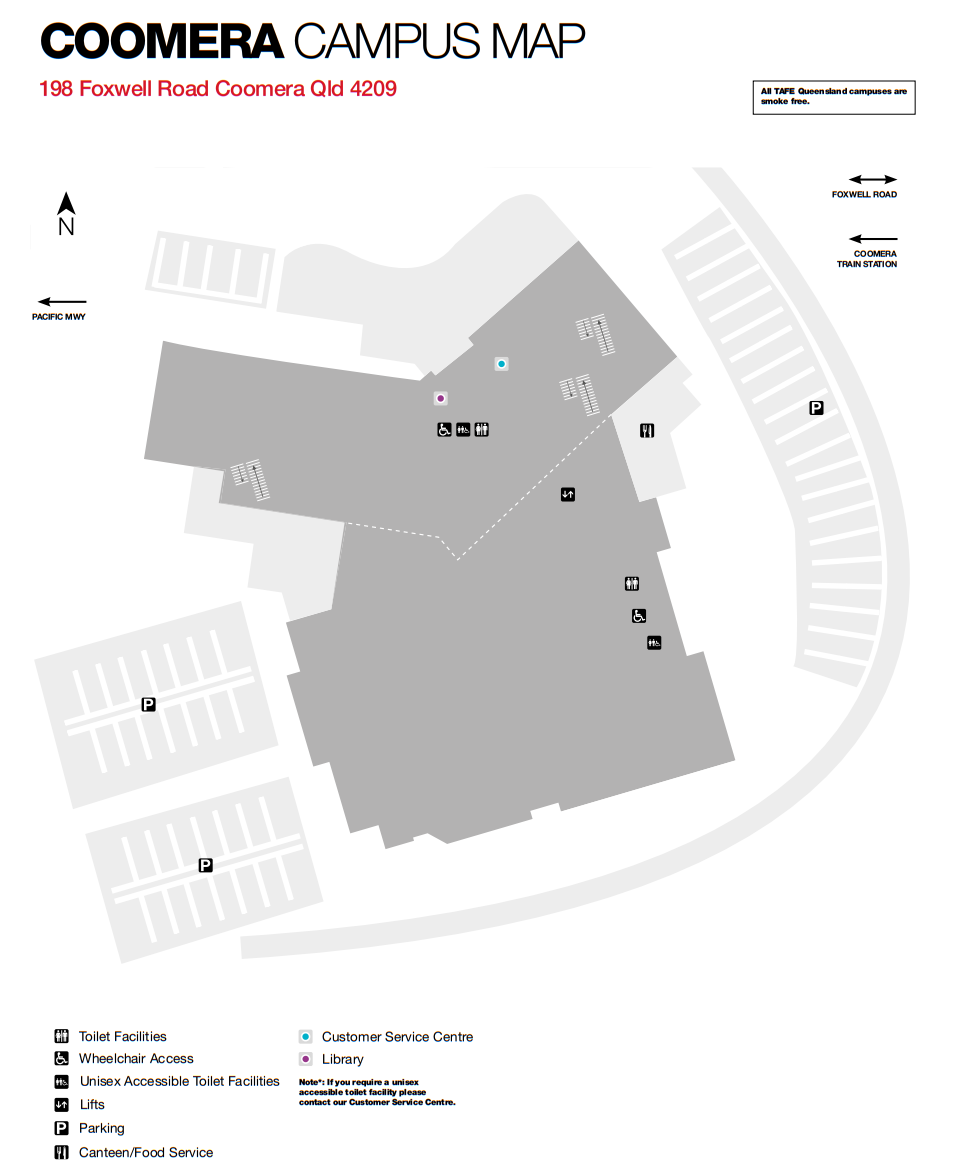 COOMERA CAMPUS MAP
198 Foxwell Road Coomera Qld 4209
All TAFE Queensland campuses are
smoke free.
FOXWELL ROAD
N
COOMERA
TRAIN STATION
PACIFIC MWY
P
P
P
Toilet Facilities
Wheelchair Access
Unisex Accessible Toilet Facilities
Lifts
P Parking
Canteen/Food Service
Customer Service Centre
Library
Note*: If you require a unisex
accessible toilet facility please
contact our Customer Service Centre.